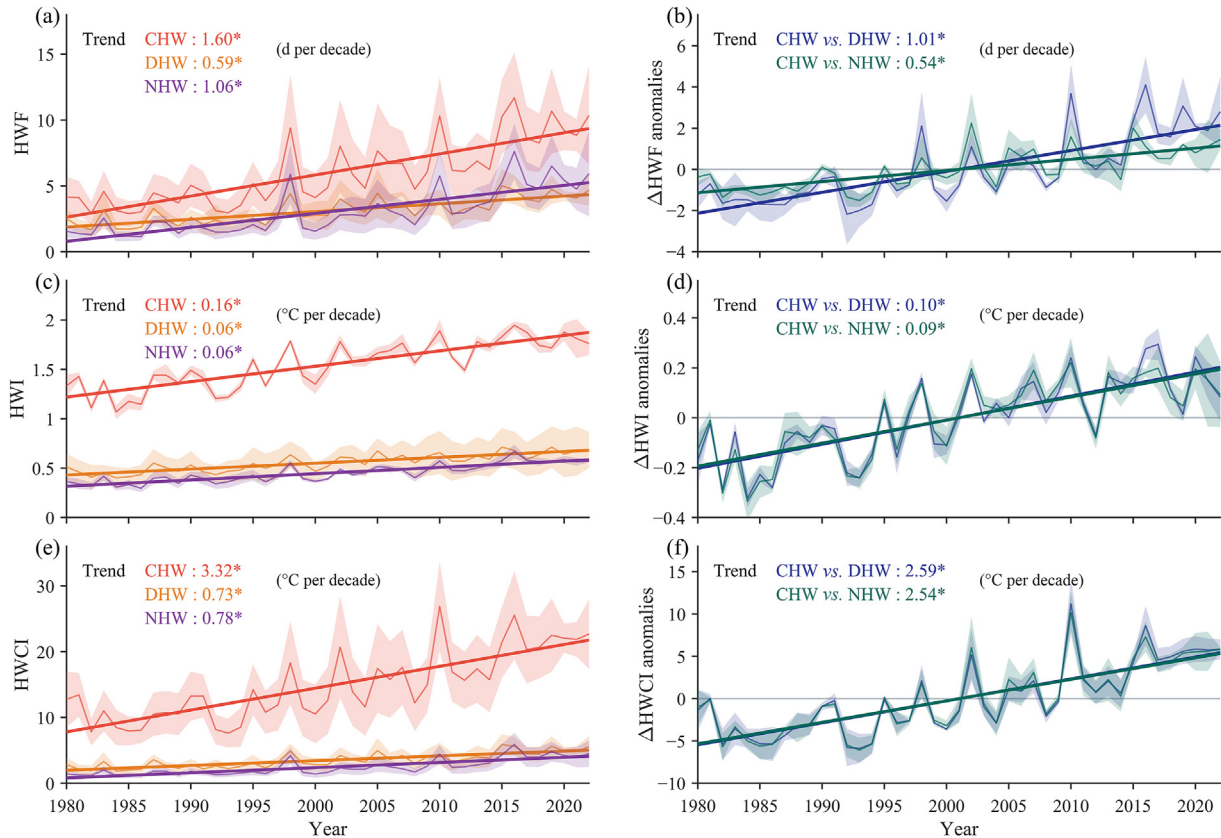 (a)
Trend
CHW : 1.60*
(d per decade)
DHW : 0.59*
NHW : 1.06*
HWF
15
10
5
0
(b)
Trend
CHW vs. DHW : 1.01*
(d per decade)
CHW vs. NHW : 0.54*
ΔHWF anomalies
6
4
2
0
−2
−4
(c)
Trend
CHW : 0.16*
(°C per decade)
DHW : 0.06*
NHW : 0.06*
HWI
2
1.5
1
0.5
0
(d)
Trend
CHW vs. DHW : 0.10*
(°C per decade)
CHW vs. NHW : 0.09*
ΔHWI anomalies
0.4
0.2
0
−0.2
−0.4
(e)
Trend
CHW : 3.32*
(°C per decade)
DHW : 0.73*
NHW : 0.78*
HWCI
30
20
10
0
1980 1985 1990 1995 2000 2005 2010 2015 2020
Year
(f)
Trend
CHW vs. DHW : 2.59*
(°C per decade)
CHW vs. NHW : 2.54*
ΔHWCI anomalies
15
10
5
0
−5
−10
1980 1985 1990 1995 2000 2005 2010 2015 2020
Year